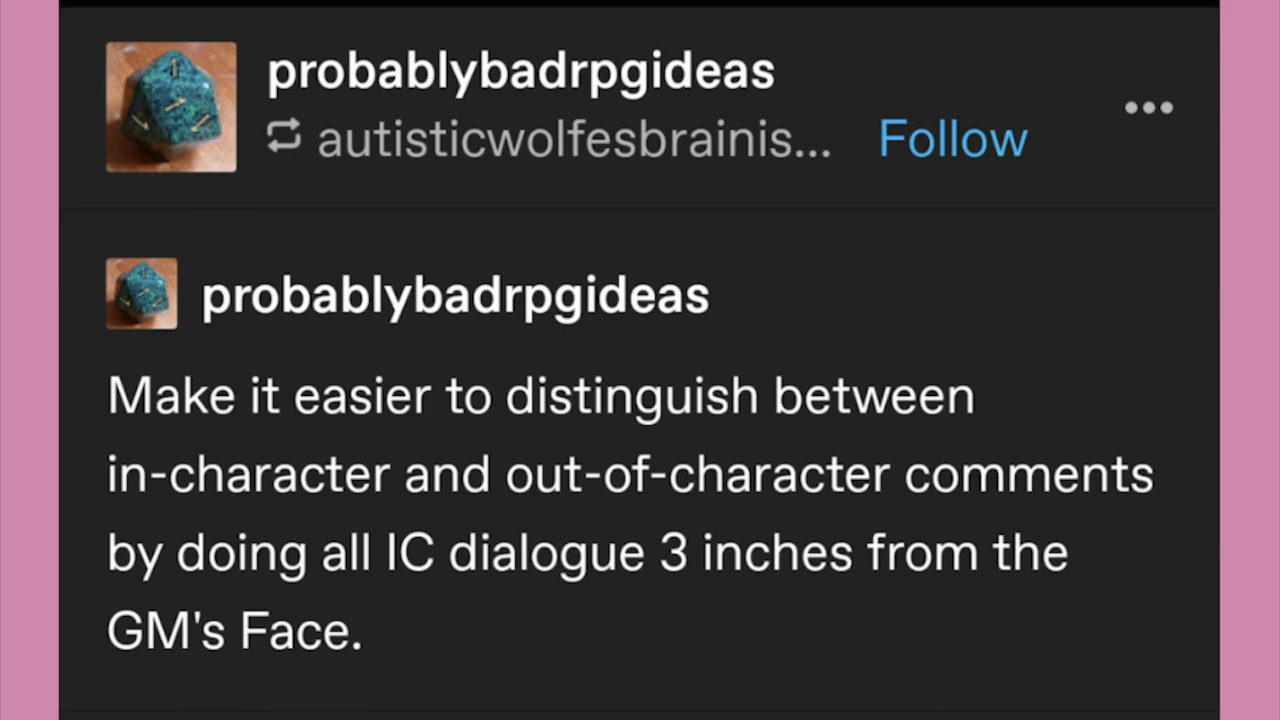 probablybadrpgideas
autisticwolfesbrainis... Follow
probablybadrpgideas
Make it easier to distinguish between
in-character and out-of-character comments
by doing all IC dialogue 3 inches from the
GM's Face.